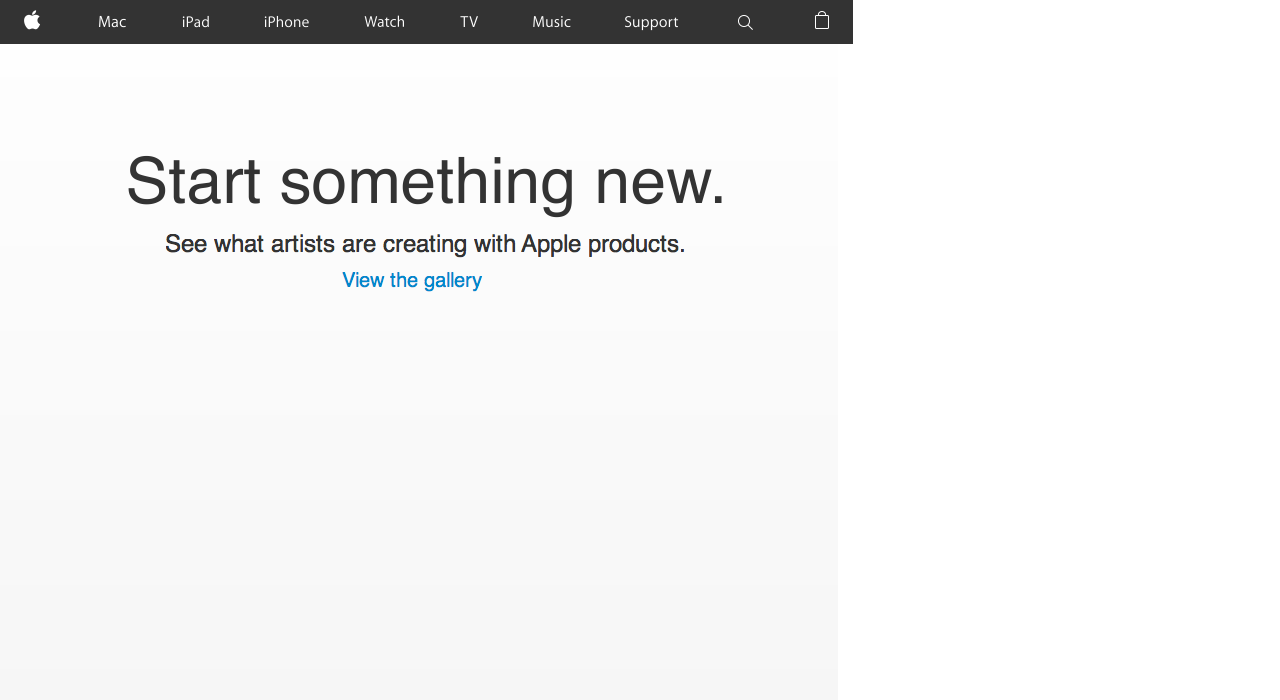 Mac iPad iPhone Watch TV Music Support
Start something new.
See what artists are creating with Apple products.
View the gallery